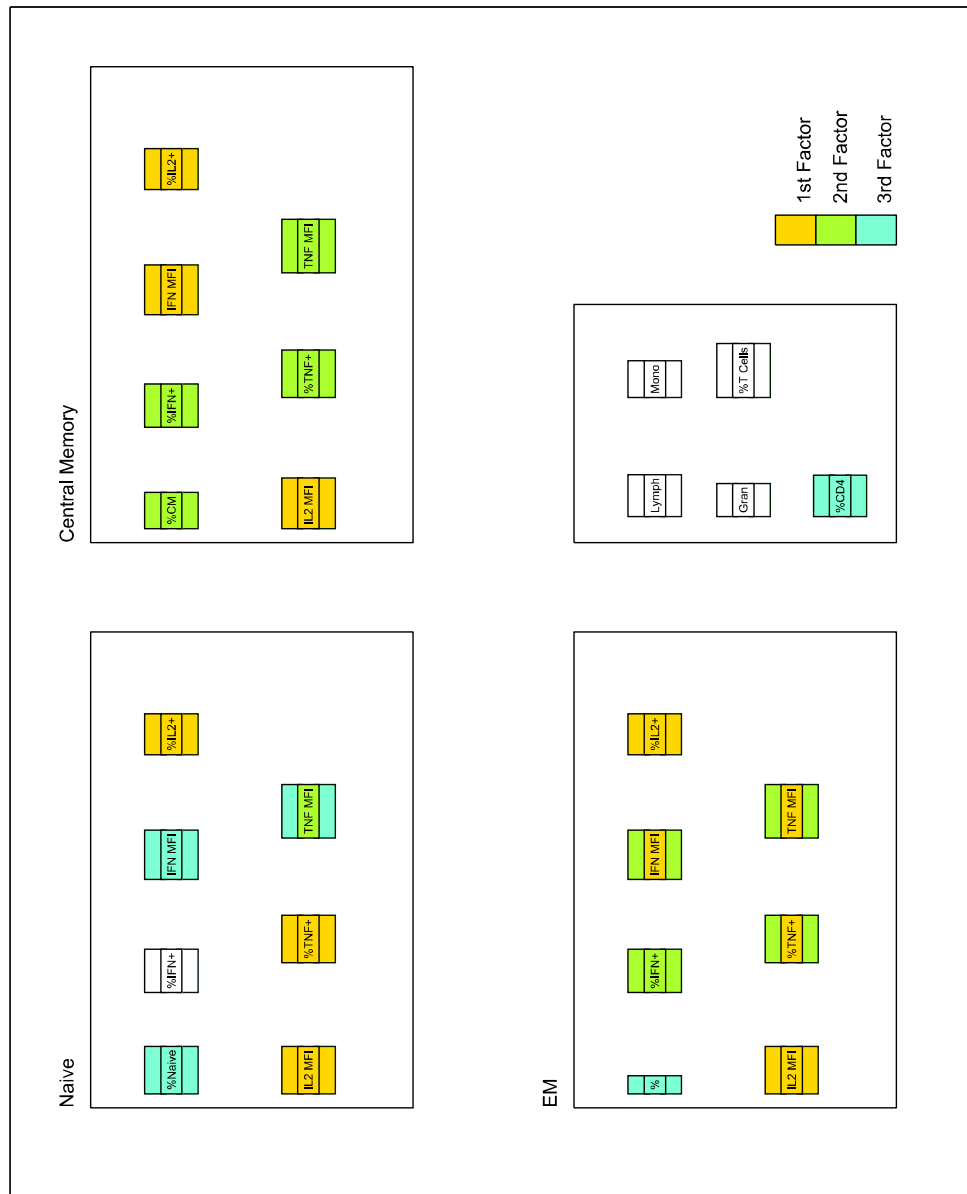 Naive
%Naive
%IFN+
IFN MFI
%IL2+
IL2 MFI
%TNF+
TNF MFI
Central Memory
%CM
%IFN+
IFN MFI
%IL2+
IL2 MFI
%TNF+
TNF MFI
EM
%
%IFN+
IFN MFI
%IL2+
IL2 MFI
%TNF+
TNF MFI
Lymph
Mono
Gran
%T Cells
%CD4
1st Factor
2nd Factor
3rd Factor